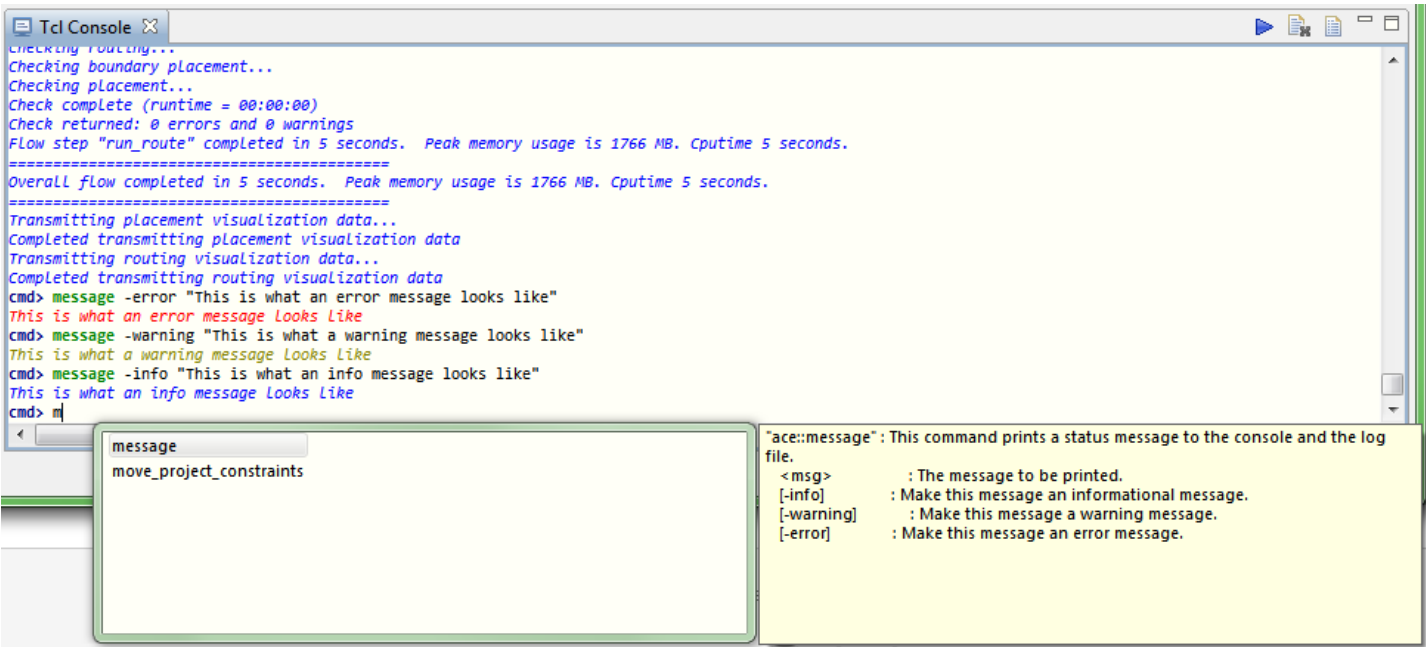 Tcl Console
Checking routing...
Checking boundary placement...
Checking placement...
Check complete (runtime = 00:00:00)
Check returned: 0 errors and 0 warnings
Flow step "run_route" completed in 5 seconds.  Peak memory usage is 1766 MB. Cputime 5 seconds.
===========================================
Overall flow completed in 5 seconds.  Peak memory usage is 1766 MB. Cputime 5 seconds.
===========================================
Transmitting placement visualization data...
Completed transmitting placement visualization data
Transmitting routing visualization data...
Completed transmitting routing visualization data
cmd> message -error "This is what an error message looks like"
This is what an error message looks like
cmd> message -warning "This is what a warning message looks like"
This is what a warning message looks like
cmd> message -info "This is what an info message looks like"
This is what an info message looks like
cmd> m
message
move_project_constraints
"ace::message" : This command prints a status message to the console and the log
file.
<msg> : The message to be printed.
[-info] : Make this message an informational message.
[-warning] : Make this message a warning message.
[-error] : Make this message an error message.